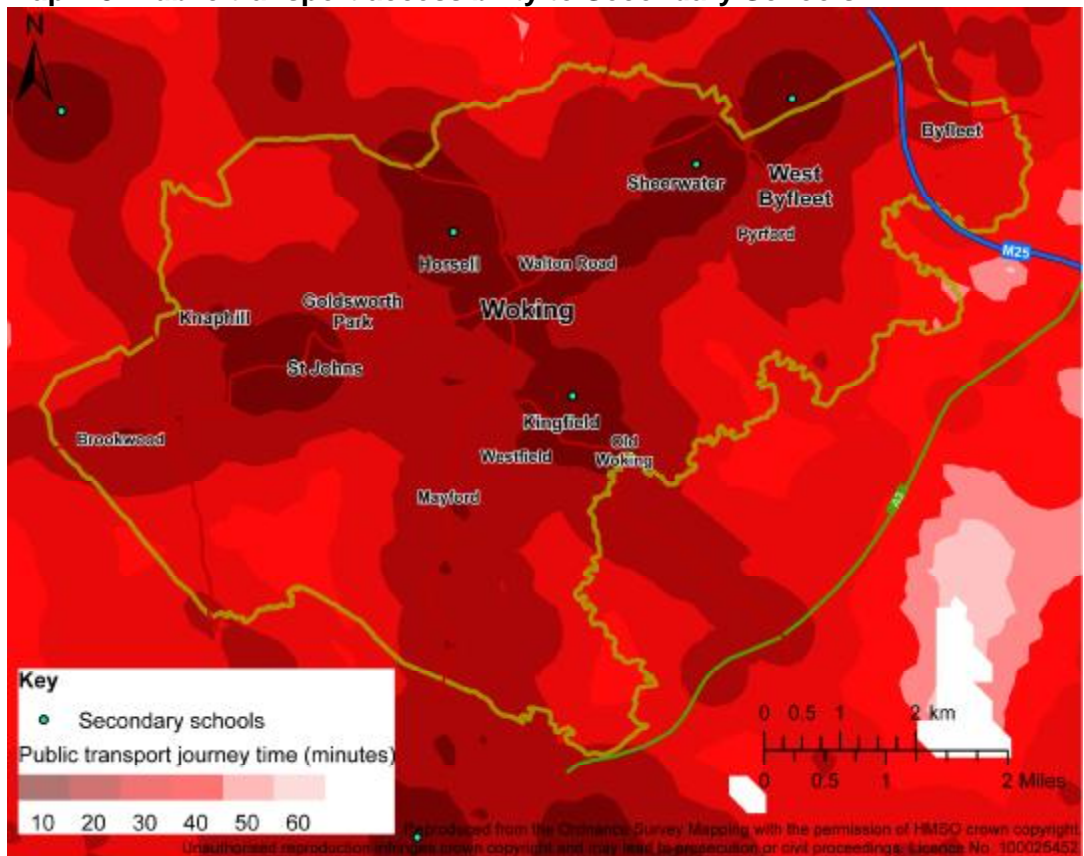 N
Byfleet
Sheerwater
West
Byfleet
Pyrford
M25
Horsell
Walton Road
Goldsworth
Park
Woking
Knaphill
St Johns
Kingfield
Brookwood
Westfield
Old
Woking
Mayford
A3
Key
Secondary schools
Public transport journey time (minutes)
10 20 30 40 50 60
0 0.5 1 2 km
0 0.5 1 2 Miles
Reproduced from the Ordnance Survey Mapping with the permission of HMSO crown copyright.
Unauthorised reproduction infringes crown copyright and may lead to prosecution or civil proceedings. Licence No. 100025452